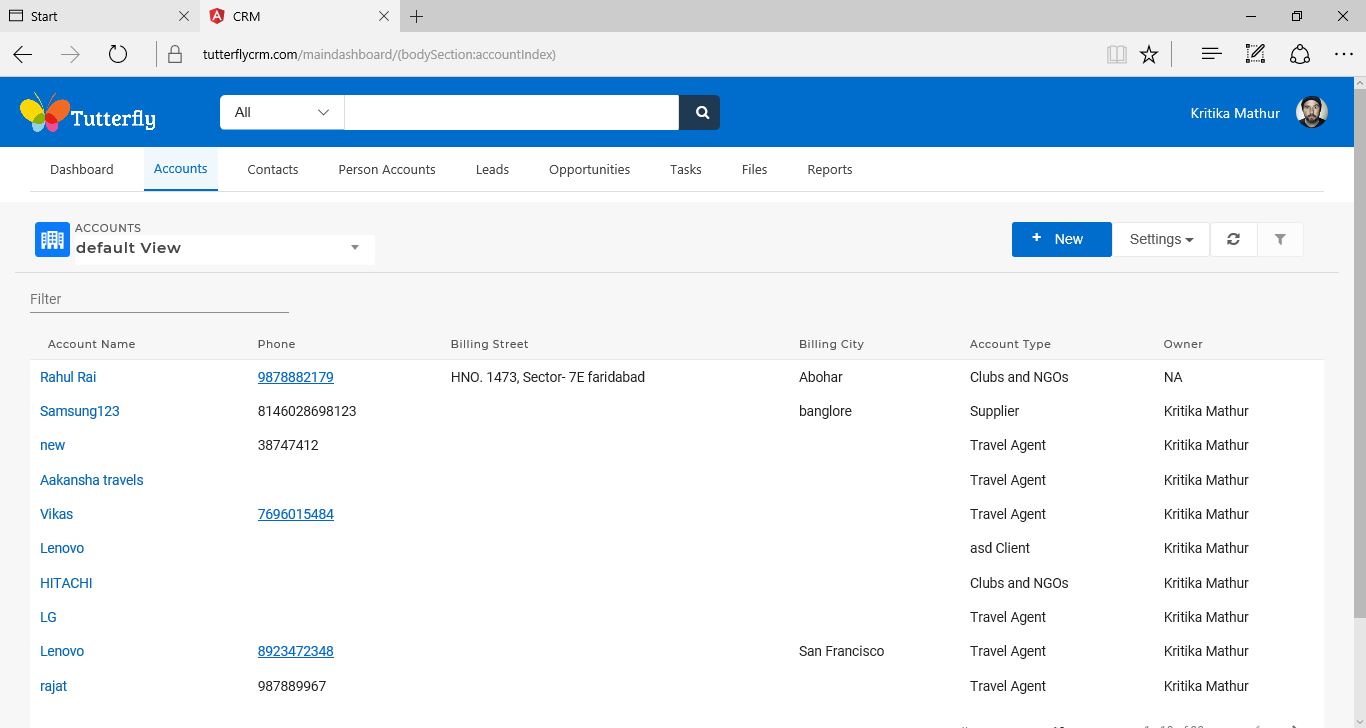 Start
CRM
tutterflycrm.com/maindashboard/(bodySection:accountIndex)
Tutterfly
All
Kritika Mathur
Dashboard Accounts Contacts Person Accounts Leads Opportunities Tasks Files Reports
ACCOUNTS
default View
+ New Settings
Filter
Account Name Phone Billing Street Billing City Account Type Owner
Rahul Rai 9878882179 HNO. 1473, Sector- 7E faridabad Abohar Clubs and NGOs NA
Samsung123 8146028698123 banglore Supplier Kritika Mathur
new 38747412 Travel Agent Kritika Mathur
Aakansha travels Travel Agent Kritika Mathur
Vikas 7696015484 Travel Agent Kritika Mathur
Lenovo asd Client Kritika Mathur
HITACHI Clubs and NGOs Kritika Mathur
LG Travel Agent Kritika Mathur
Lenovo 8923472348 San Francisco Travel Agent Kritika Mathur
rajat 987889967 Travel Agent Kritika Mathur